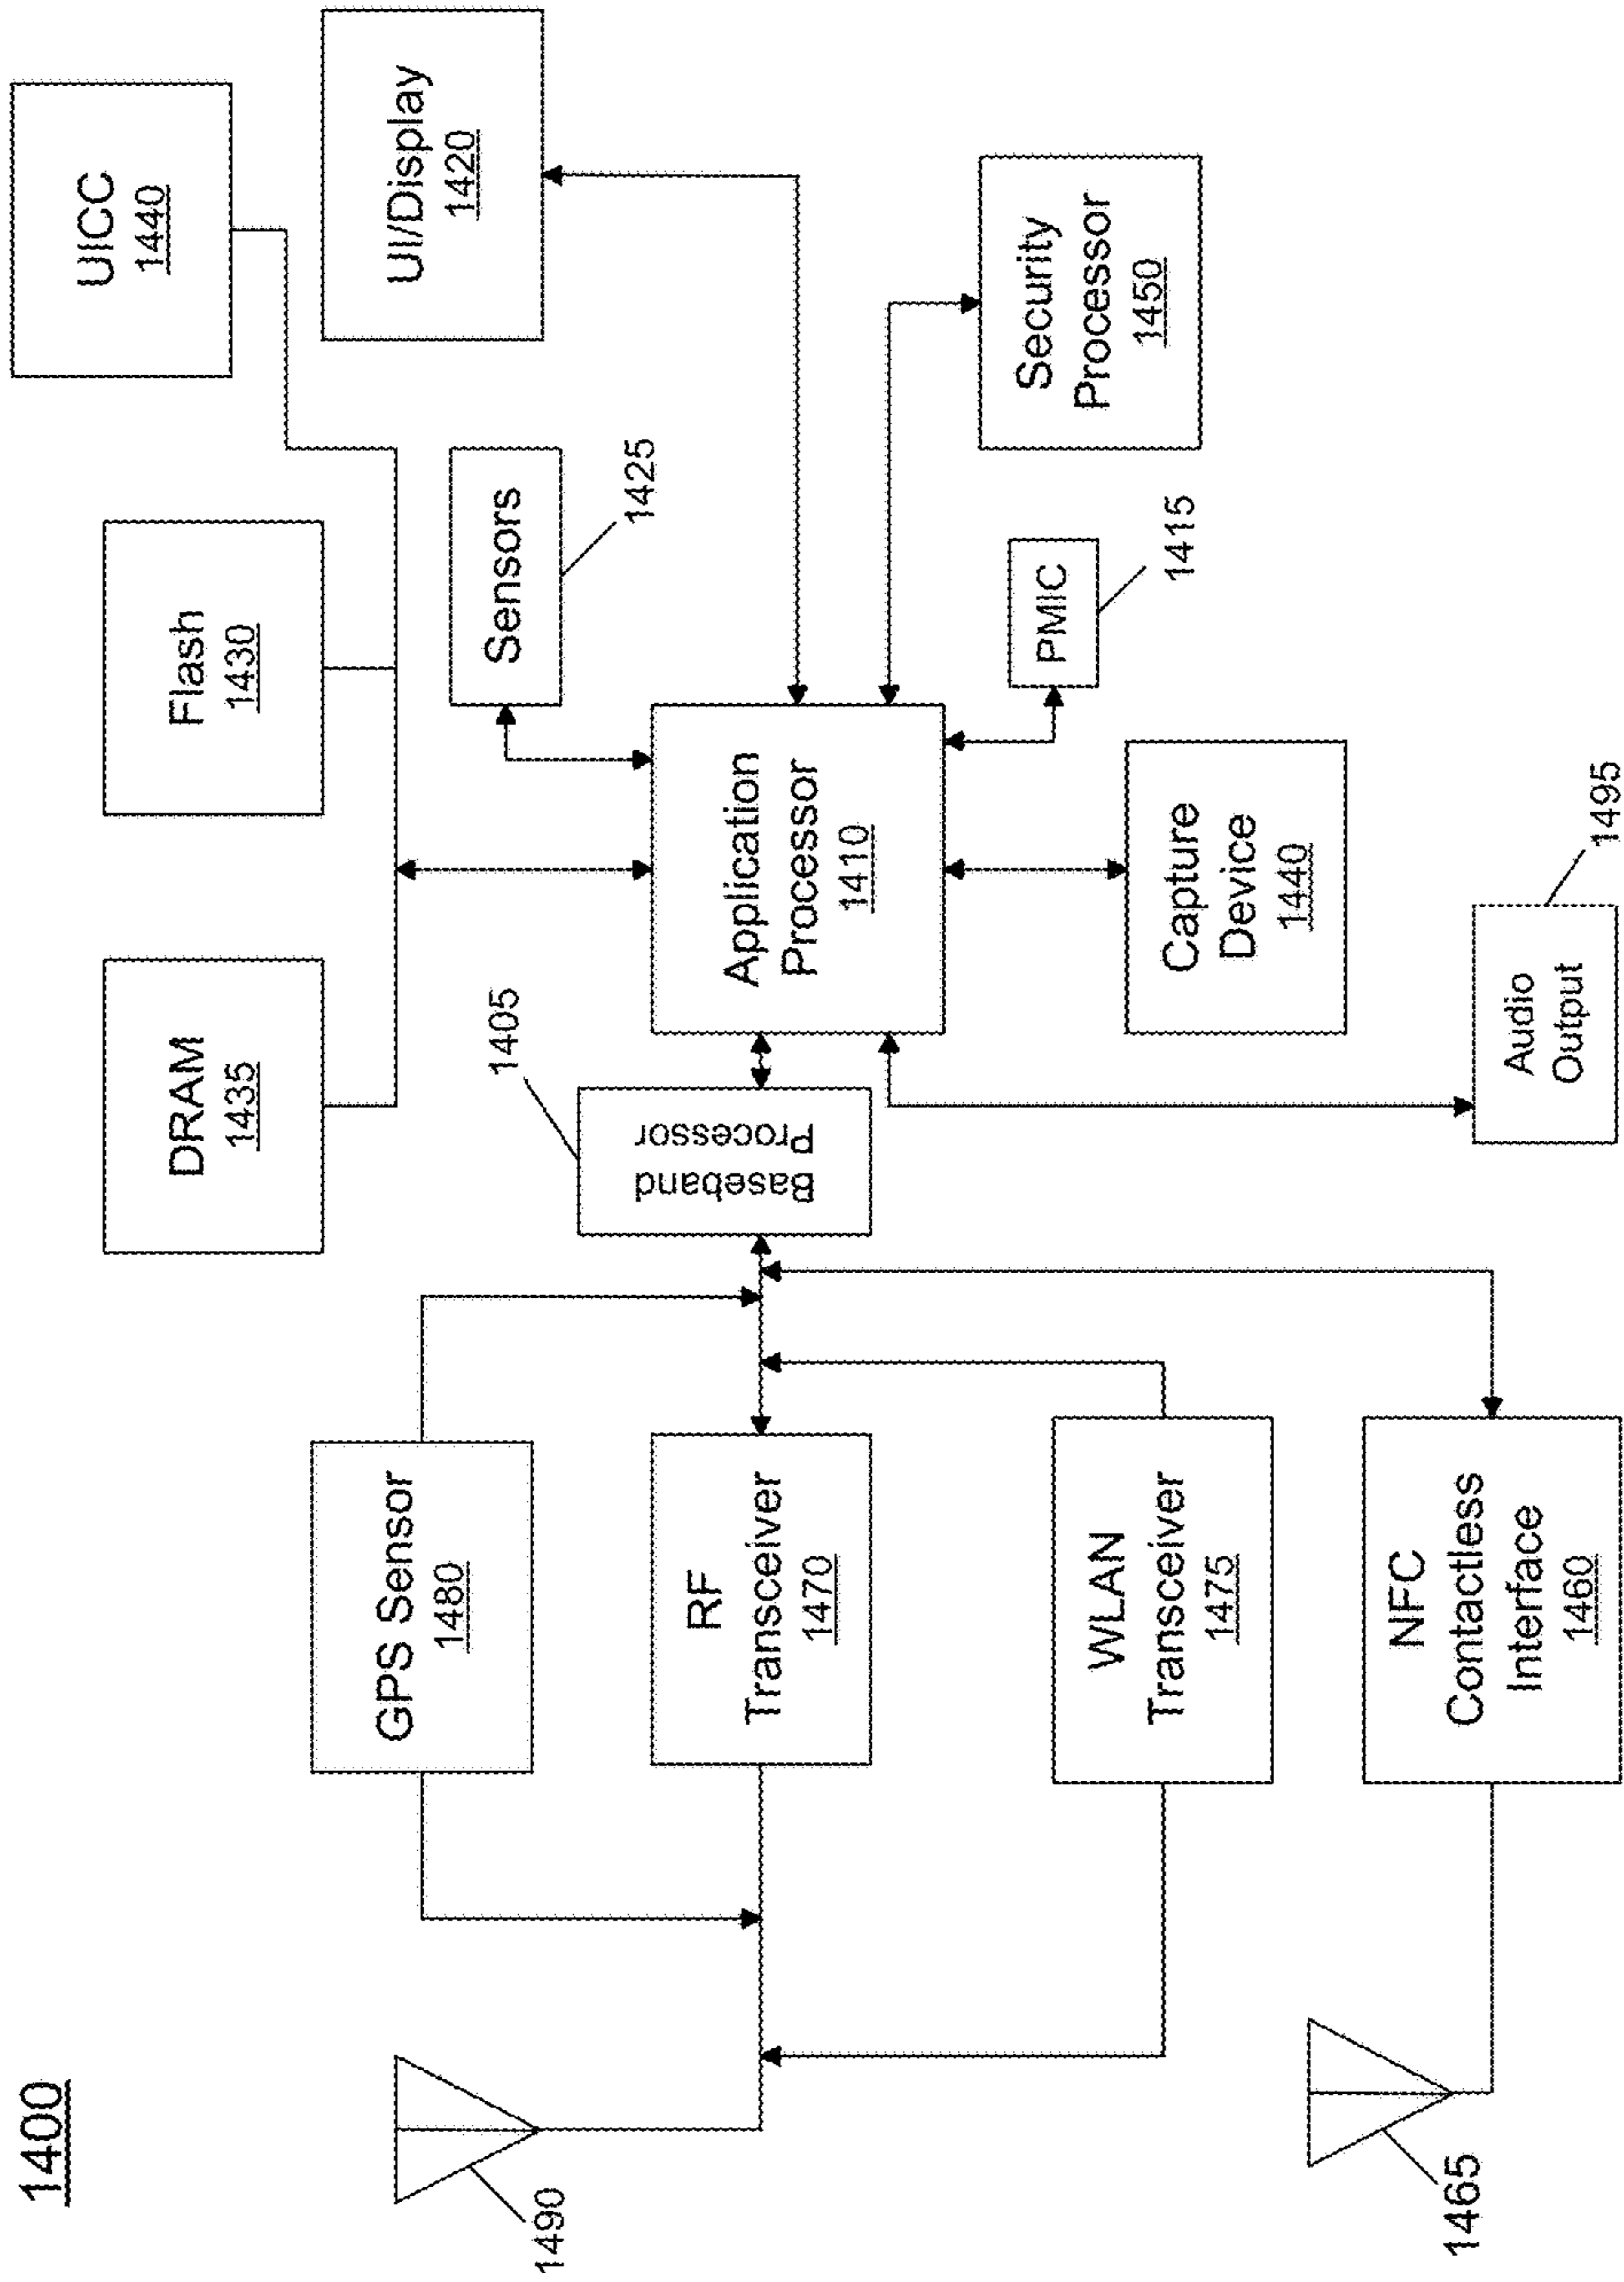 1400
UICC
1440
Flash
1430
DRAM
1435
UI/Display
1420
Sensors
1425
GPS Sensor
1480
1405
Baseband
Processor
Application
Processor
1410
1490
RF
Transceiver
1470
Security
Processor
1450
PMIC
1415
WLAN
Transceiver
1475
Capture
Device
1440
NFC
Contactless
Interface
1460
1465
Audio
Output
1495